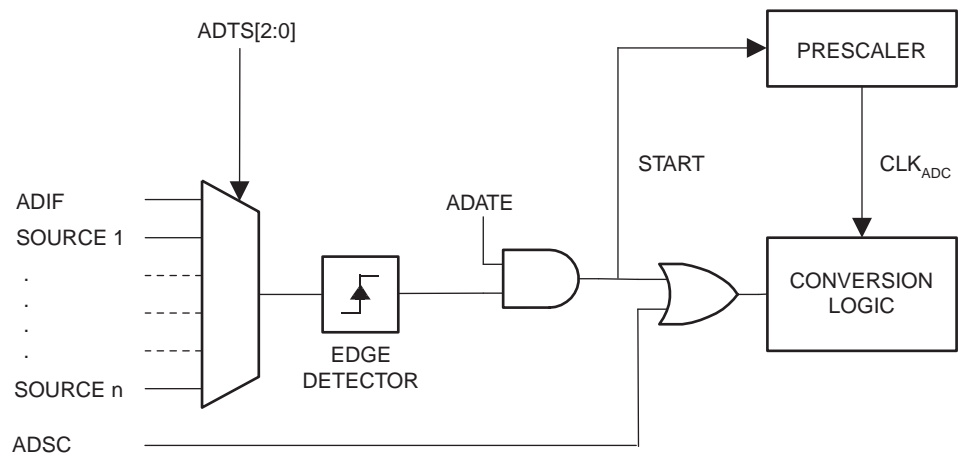 ADTS[2:0]
PRESCALER
START
CLKADC
ADIF
ADATE
SOURCE 1
.
.
.
.
CONVERSION
LOGIC
EDGE
DETECTOR
SOURCE n
ADSC